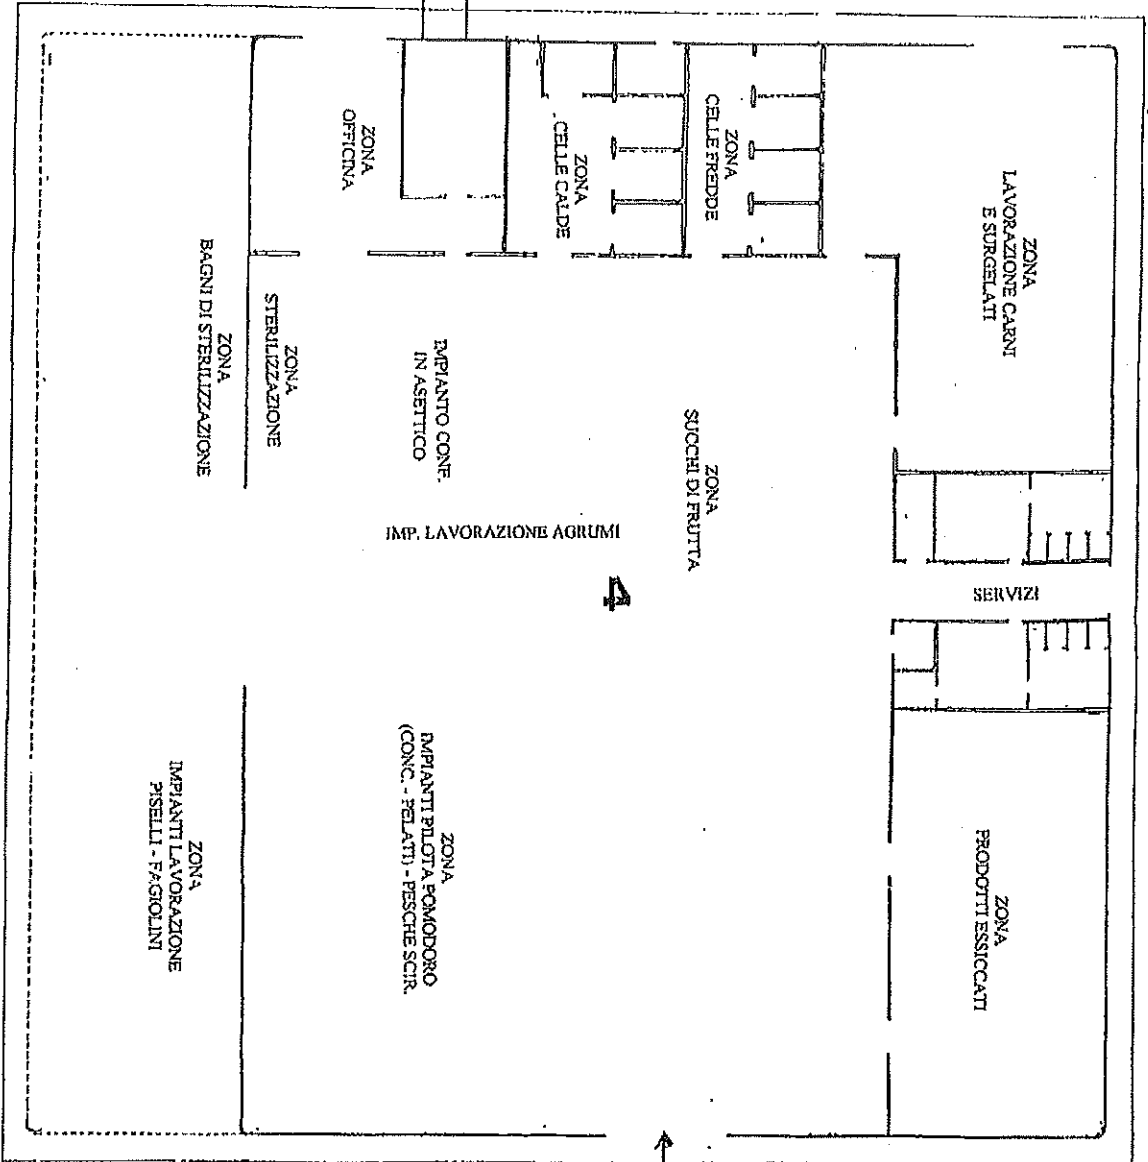 ZONA
LAVORAZIONE CARNI
E SURGELATI
ZONA
CELLE FREDDE
ZONA
CELLE CALDE
ZONA
OFFICINA
ZONA
BAGNI DI STERILIZZAZIONE
ZONA
STERILIZZAZIONE
IMPIANTO CONF.
IN ASETTICO
ZONA
SUCCHI DI FRUTTA
IMP. LAVORAZIONE AGRUMI
4
SERVIZI
ZONA
PRODOTTI ESSICCATI
ZONA
IMPIANTI PILOTA POMODORO
(CONC. - PELATI) - PESCHE SCIR.
ZONA
IMPIANTI LAVORAZIONE
PISELLI - FAGIOLINI